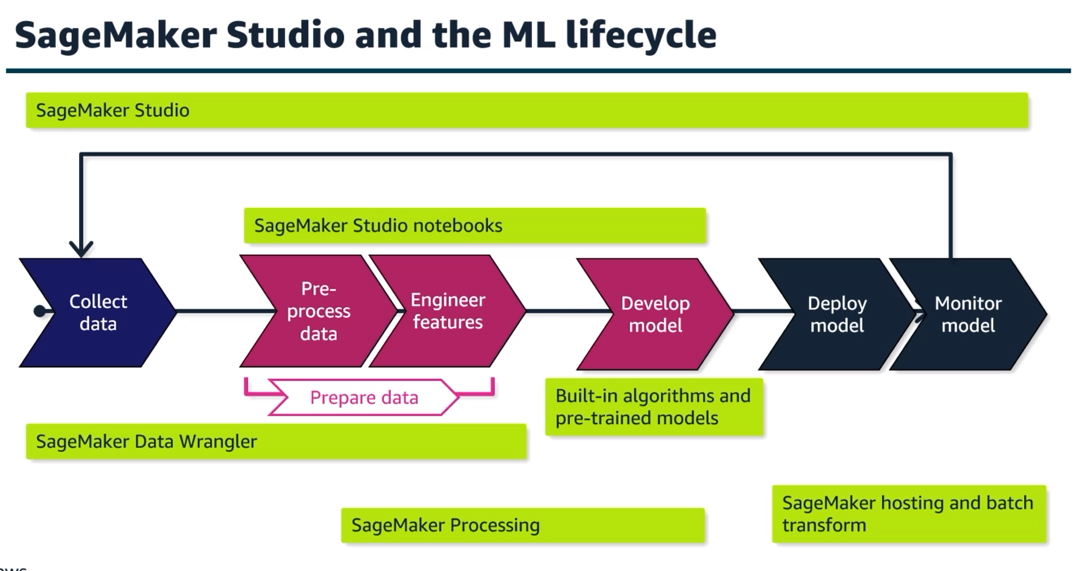 SageMaker Studio and the ML lifecycle
SageMaker Studio
SageMaker Studio notebooks
Collect
data
Pre-
process
data
Engineer
features
Develop
model
Deploy
model
Monitor
model
Prepare data
Built-in algorithms and
pre-trained models
SageMaker Data Wrangler
SageMaker Processing
SageMaker hosting and batch
transform